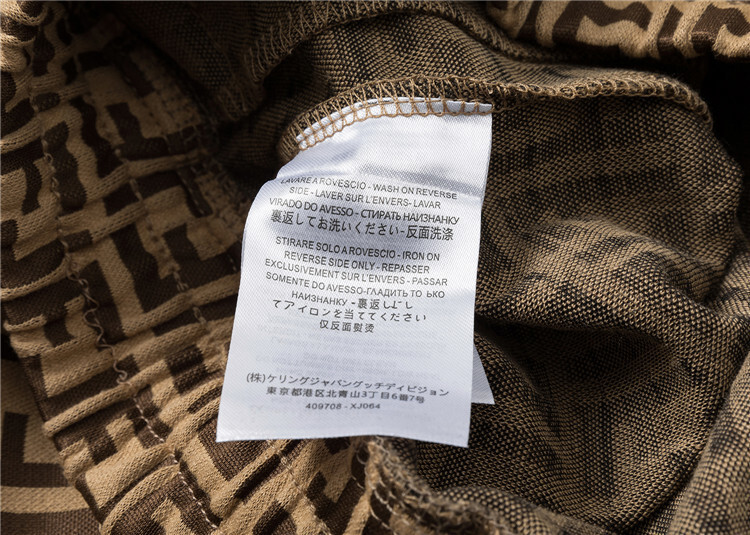 LAVARE A ROVESCIO - WASH ON REVERSE
SIDE - LAVER SUR L'ENVERS- LAVAR
VIRADO DO AVESSO - СТИРАТЬ НАИЗНАНКУ
裏返してお洗いください-反面洗涤
STIRARE SOLO A ROVESCIO - IRON ON
REVERSE SIDE ONLY - REPASSER
EXCLUSIVEMENT SUR L'ENVERS - PASSAR
SOMENTE DO AVESSO-ГЛАДИТЬ ТО ЬКО
НАИЗНАНКУ - 裏返しし
てアイロンを当ててください
仅反面熨烫
(株)ケリングジャパングッチディビジョン
東京都港区北青山3丁目6番7号
409708 - XJ064